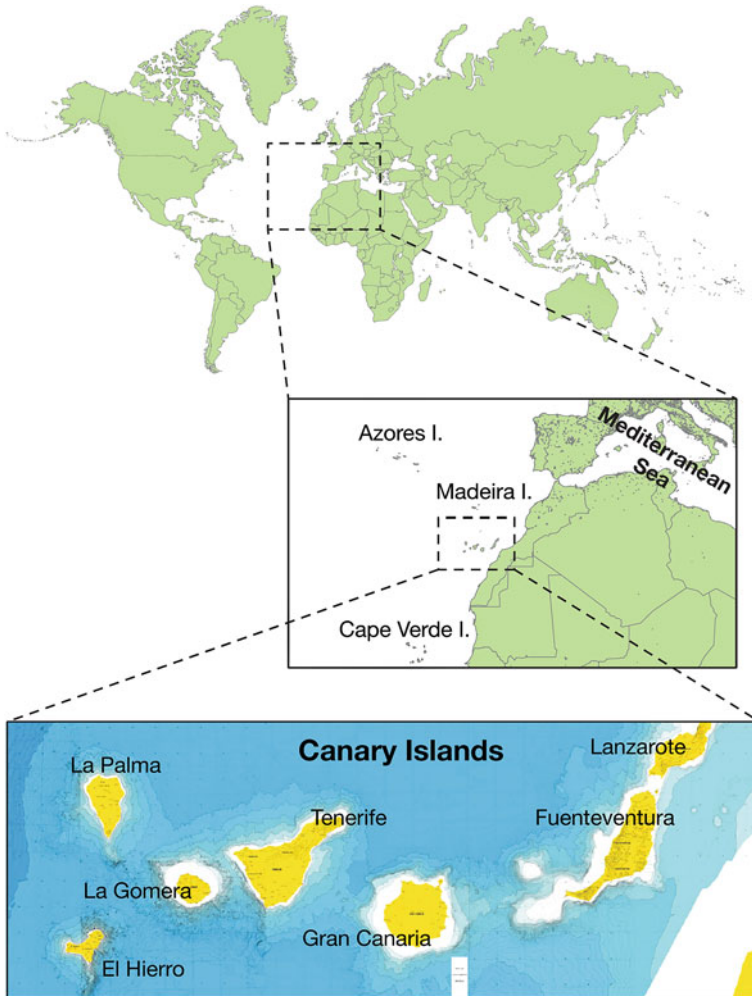 Azores I.
Mediterranean
Sea
Madeira I.
Cape Verde I.
Canary Islands
Lanzarote
La Palma
Tenerife
Fuenteventura
La Gomera
Gran Canaria
El Hierro